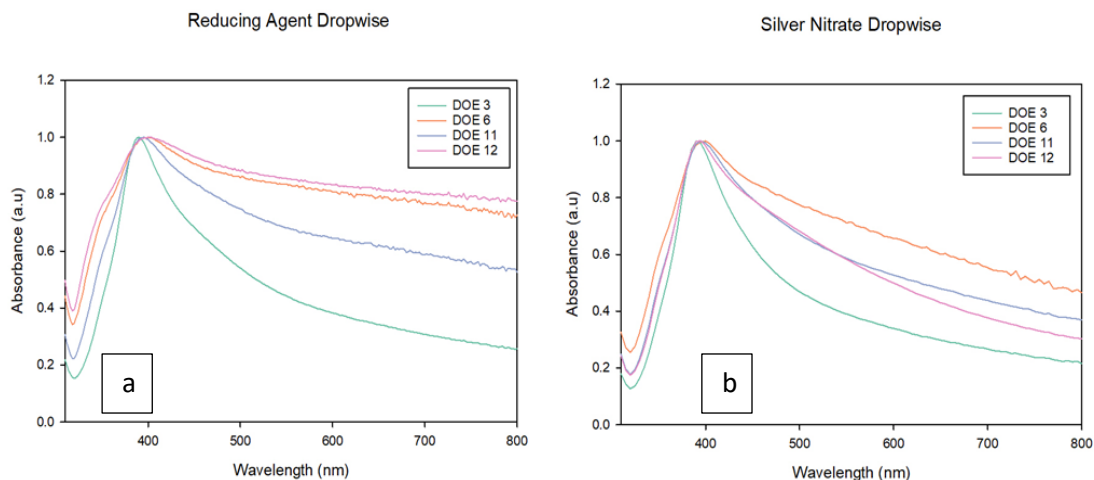 Reducing Agent Dropwise
1.2
1.0
0.8
0.6
0.4
0.2
0.0
Absorbance (a.u)
DOE 3
DOE 6
DOE 11
DOE 12
a
400
500
600
700
800
Wavelength (nm)
Silver Nitrate Dropwise
1.2
1.0
0.8
0.6
0.4
0.2
0.0
Absorbance (a.u)
DOE 3
DOE 6
DOE 11
DOE 12
b
400
500
600
700
800
Wavelength (nm)